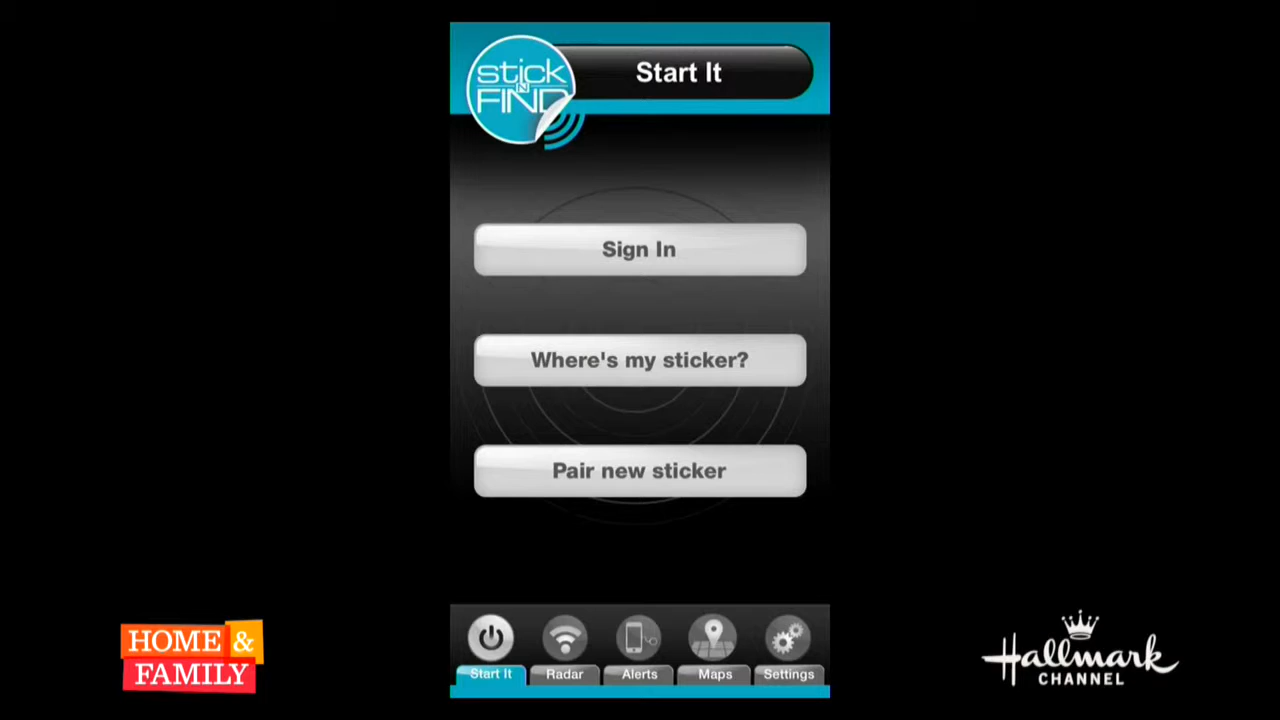 stick
N
FIND
Start It
Sign In
Where's my sticker?
Pair new sticker
Start It
Radar
Alerts
Maps
Settings
HOME &
FAMILY
Hallmark
CHANNEL